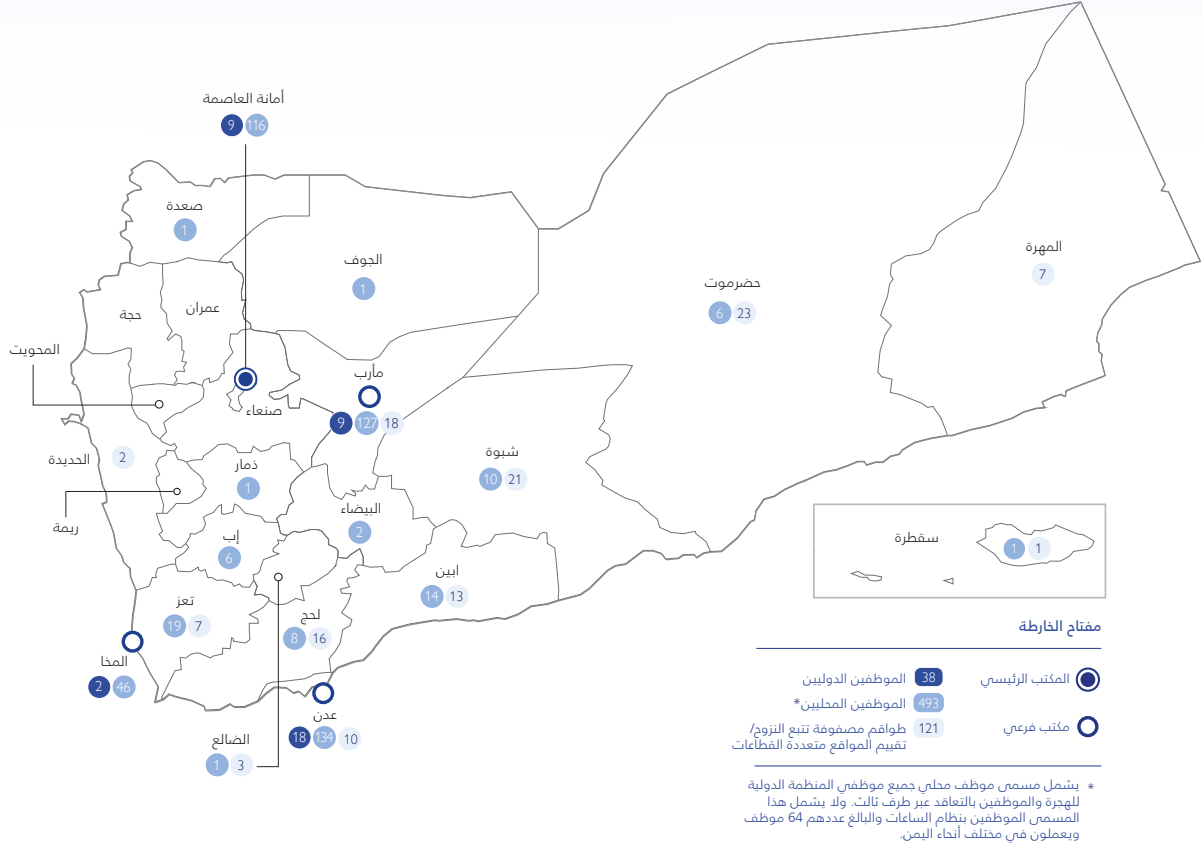 أمانة العاصمة
9 116
صعدة
1
الجوف
1
المهرة
7
حضرموت
6 23
عمران
حجة
المحويت
مأرب
9 127 18
صنعاء
شبوة
10 21
ذمار
1
الحديدة
2
ريمة
البيضاء
2
إب
6
سقطرة
1 1
ابين
14 13
تعز
19 7
لحج
8 16
المخا
2 46
عدن
18 134 10
الضالع
1 3
مفتاح الخارطة
المكتب الرئيسي
مكتب فرعي
38 الموظفين الدوليين
493 الموظفين المحليين*
121 طواقم مصفوفة تتبع النزوح/
تقييم المواقع متعددة القطاعات
* يشمل مسمى موظف محلي جميع موظفي المنظمة الدولية
للهجرة والموظفين بالتعاقد عبر طرف ثالث. ولا يشمل هذا
المسمى الموظفين بنظام الساعات والبالغ عددهم 64 موظف
ويعملون في مختلف أنحاء اليمن.